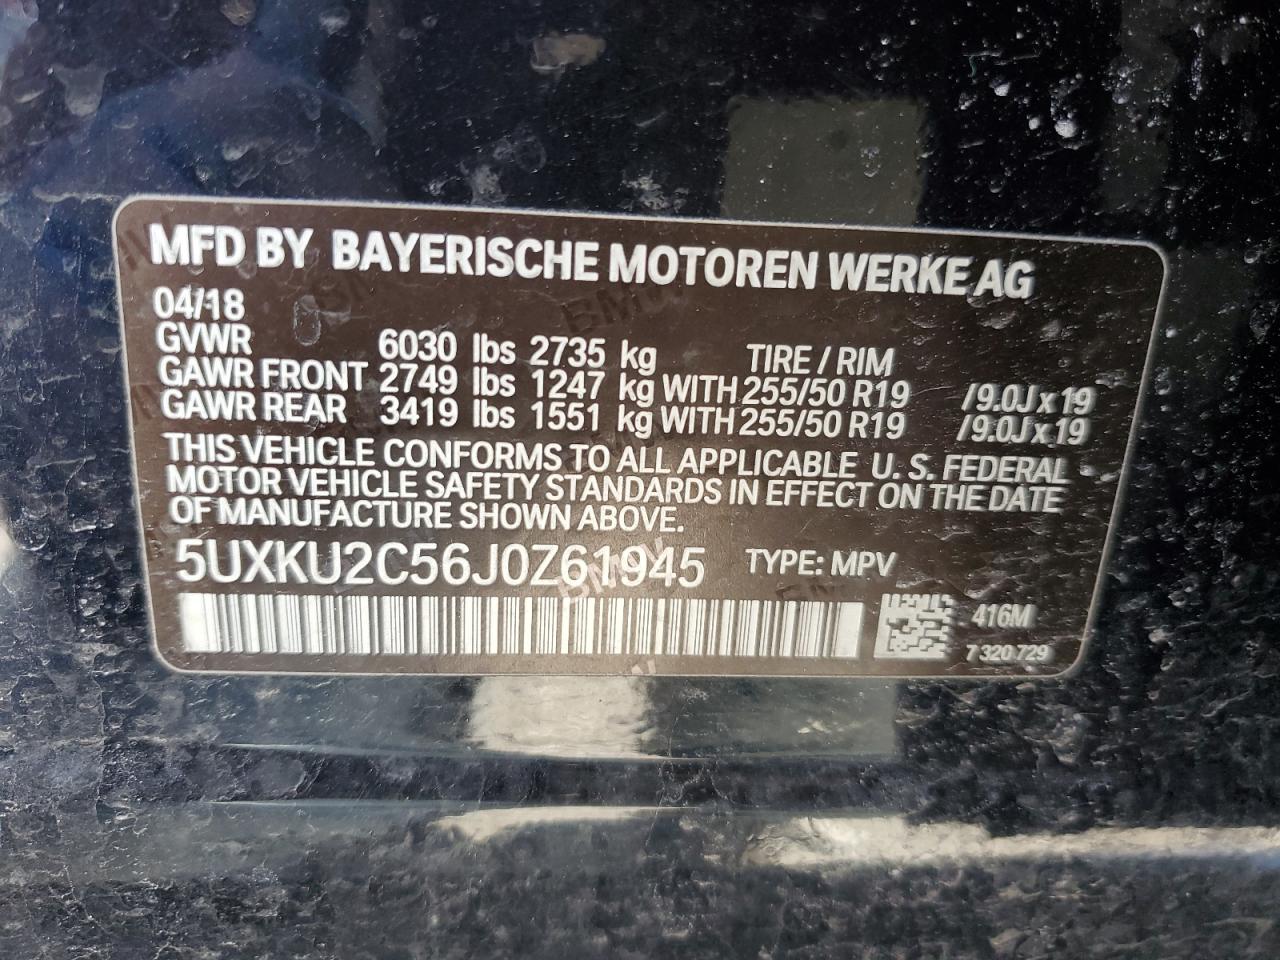 MFD BY BAYERISCHE MOTOREN WERKE AG
04/18
GVWR 6030 lbs 2735 kg TIRE / RIM
GAWR FRONT 2749 lbs 1247 kg WITH 255/50 R19 /9.0J x 19
GAWR REAR 3419 lbs 1551 kg WITH 255/50 R19 /9.0J x 19
THIS VEHICLE CONFORMS TO ALL APPLICABLE U. S. FEDERAL
MOTOR VEHICLE SAFETY STANDARDS IN EFFECT ON THE DATE
OF MANUFACTURE SHOWN ABOVE.
5UXKU2C56J0Z61945 TYPE: MPV
416M
7 320 729